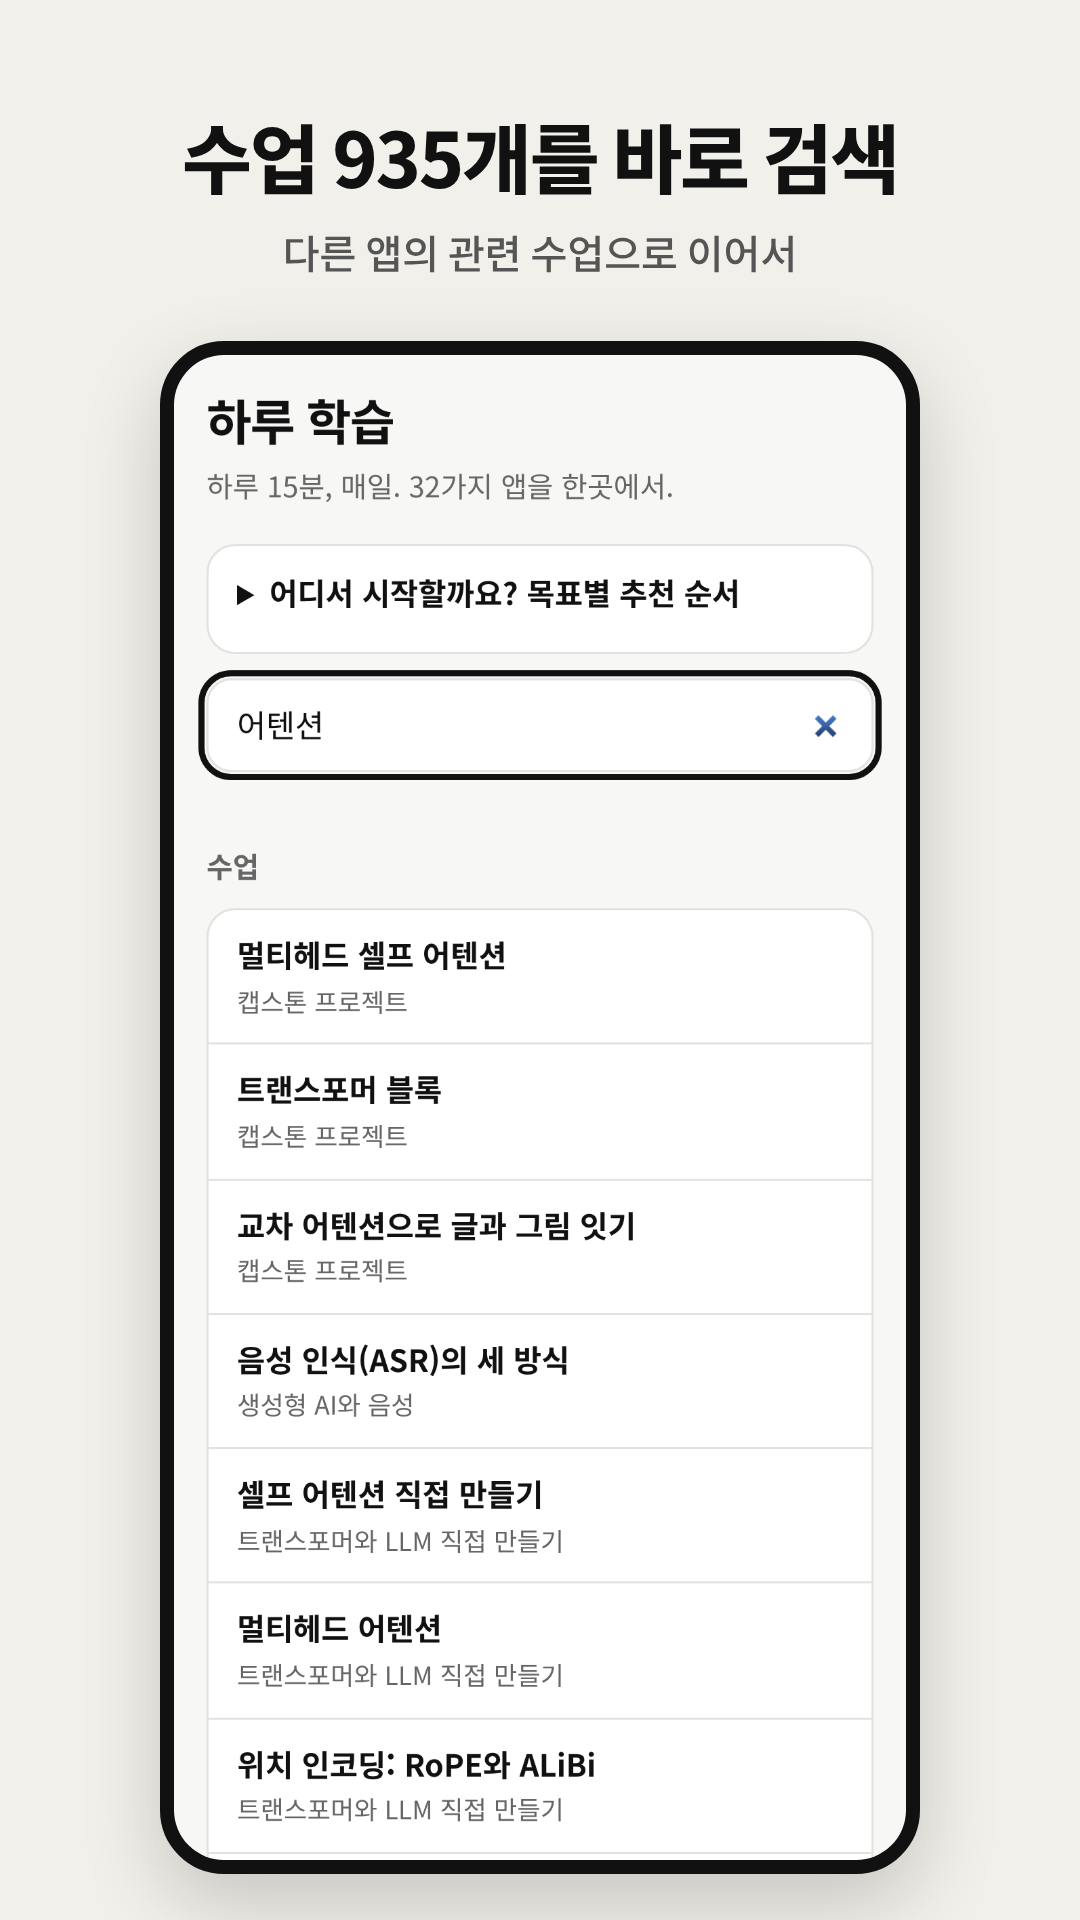 수업 935개를 바로 검색
다른 앱의 관련 수업으로 이어서
하루 학습
하루 15분, 매일. 32가지 앱을 한곳에서.
▶ 어디서 시작할까요? 목표별 추천 순서
어텐션
수업
멀티헤드 셀프 어텐션
캡스톤 프로젝트
트랜스포머 블록
캡스톤 프로젝트
교차 어텐션으로 글과 그림 잇기
캡스톤 프로젝트
음성 인식(ASR)의 세 방식
생성형 AI와 음성
셀프 어텐션 직접 만들기
트랜스포머와 LLM 직접 만들기
멀티헤드 어텐션
트랜스포머와 LLM 직접 만들기
위치 인코딩: RoPE와 ALiBi
트랜스포머와 LLM 직접 만들기